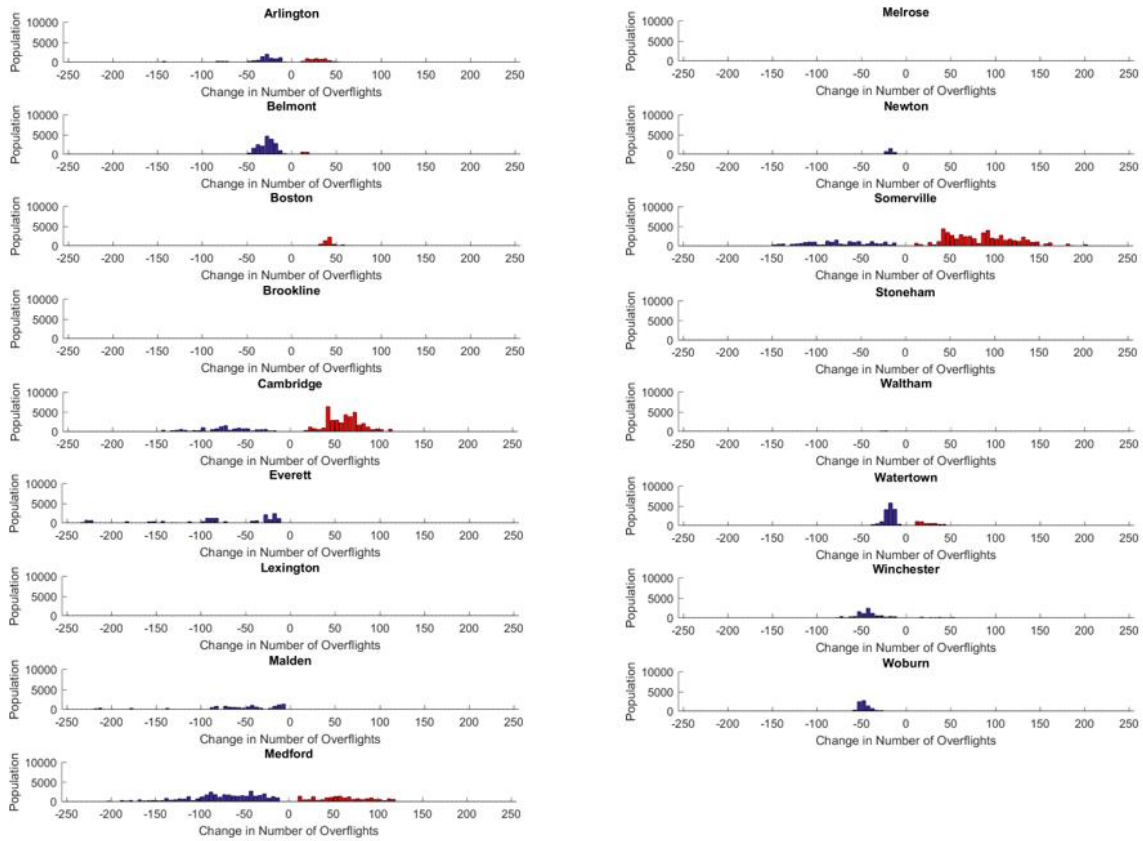 Arlington
Population
10000
5000
0
-250 -200 -150 -100 -50 0 50 100 150 200 250
Change in Number of Overflights
Belmont
Population
10000
5000
0
-250 -200 -150 -100 -50 0 50 100 150 200 250
Change in Number of Overflights
Boston
Population
10000
5000
0
-250 -200 -150 -100 -50 0 50 100 150 200 250
Change in Number of Overflights
Brookline
Population
10000
5000
0
-250 -200 -150 -100 -50 0 50 100 150 200 250
Change in Number of Overflights
Cambridge
Population
10000
5000
0
-250 -200 -150 -100 -50 0 50 100 150 200 250
Change in Number of Overflights
Everett
Population
10000
5000
0
-250 -200 -150 -100 -50 0 50 100 150 200 250
Change in Number of Overflights
Lexington
Population
10000
5000
0
-250 -200 -150 -100 -50 0 50 100 150 200 250
Change in Number of Overflights
Malden
Population
10000
5000
0
-250 -200 -150 -100 -50 0 50 100 150 200 250
Change in Number of Overflights
Medford
Population
10000
5000
0
-250 -200 -150 -100 -50 0 50 100 150 200 250
Change in Number of Overflights
Melrose
Population
10000
5000
0
-250 -200 -150 -100 -50 0 50 100 150 200 250
Change in Number of Overflights
Newton
Population
10000
5000
0
-250 -200 -150 -100 -50 0 50 100 150 200 250
Change in Number of Overflights
Somerville
Population
10000
5000
0
-250 -200 -150 -100 -50 0 50 100 150 200 250
Change in Number of Overflights
Stoneham
Population
10000
5000
0
-250 -200 -150 -100 -50 0 50 100 150 200 250
Change in Number of Overflights
Waltham
Population
10000
5000
0
-250 -200 -150 -100 -50 0 50 100 150 200 250
Change in Number of Overflights
Watertown
Population
10000
5000
0
-250 -200 -150 -100 -50 0 50 100 150 200 250
Change in Number of Overflights
Winchester
Population
10000
5000
0
-250 -200 -150 -100 -50 0 50 100 150 200 250
Change in Number of Overflights
Woburn
Population
10000
5000
0
-250 -200 -150 -100 -50 0 50 100 150 200 250
Change in Number of Overflights